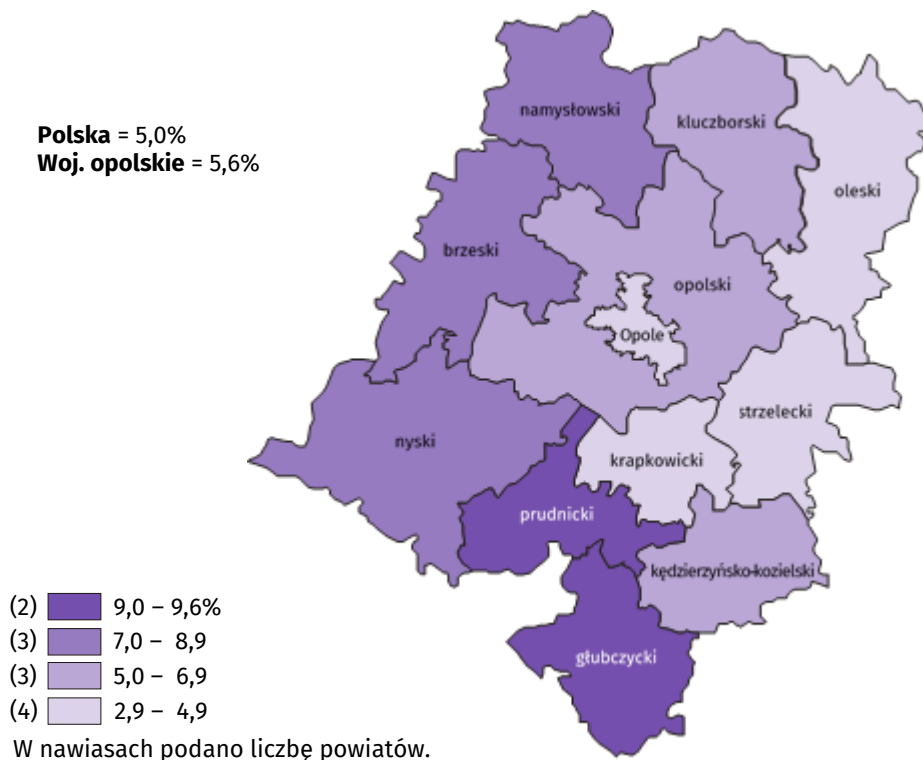 Polska = 5,0%
Woj. opolskie = 5,6%
namysłowski
kluczborski
oleski
brzeski
opolski
Opole
strzelecki
nyski
krapkowicki
prudnicki
kędzierzyńsko-kozielski
głubczycki
(2) 9,0 – 9,6%
(3) 7,0 – 8,9
(3) 5,0 – 6,9
(4) 2,9 – 4,9
W nawiasach podano liczbę powiatów.